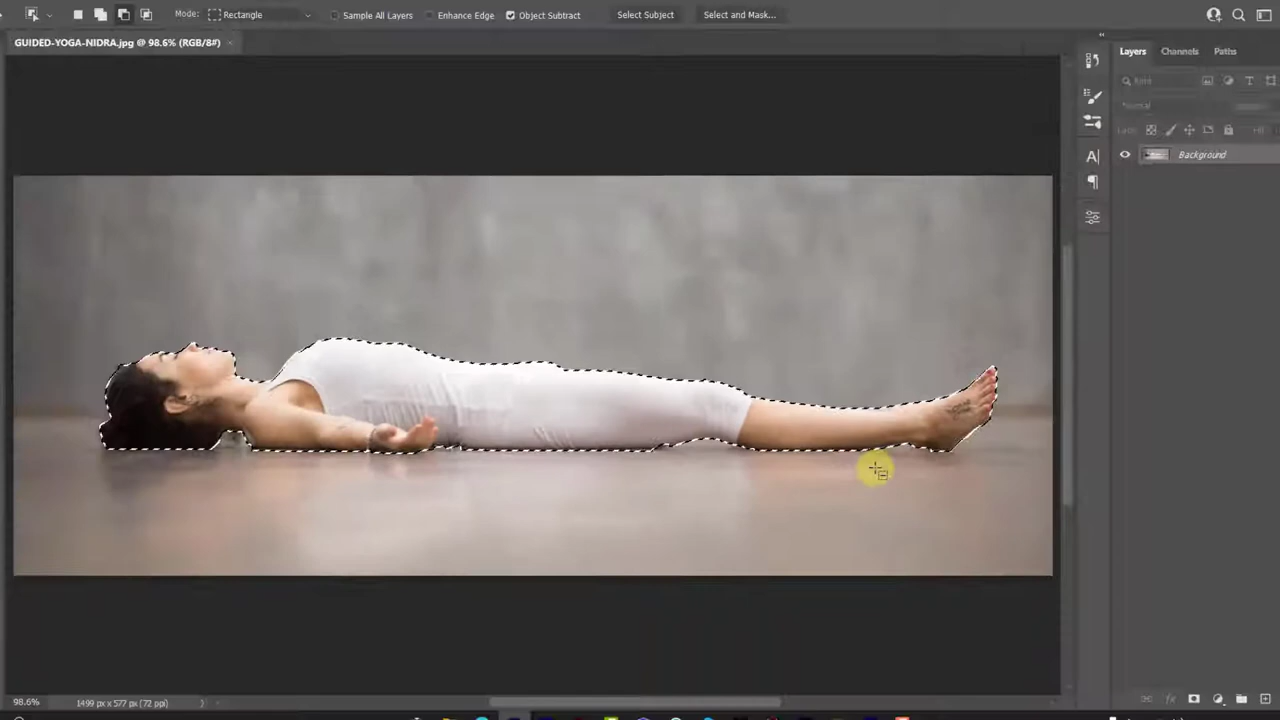 Mode: Rectangle Sample All Layers Enhance Edge Object Subtract Select Subject Select and Mask...
GUIDED-YOGA-NIDRA.jpg @ 98.6% (RGB/8#) ×
Layers Channels Paths
Kind
Normal
Background
98.6% 1499 px x 577 px (72 ppi)